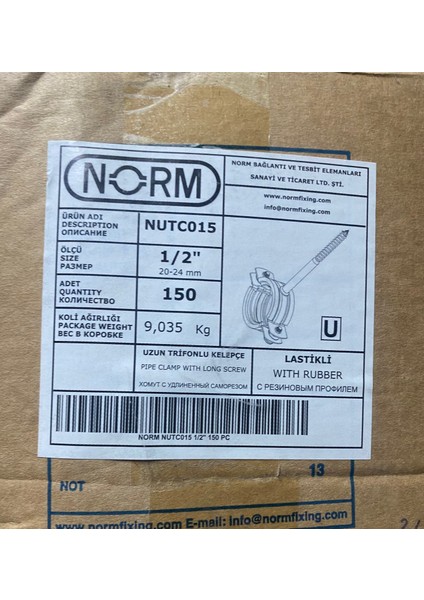 NORM
NORM SAĞLANTI VE TESBİT ELEMANLARI
SANAYİ VE TİCARET LTD. ŞTİ.
www.normfixing.com
info@normfixing.com
ÜRÜN ADI
DESCRIPTION
ОПИСАНИЕ
NUTC015
ÖLÇÜ
SIZE
РАЗМЕР
1/2"
20-24 mm
ADET
QUANTITY
КОЛИЧЕСТВО
150
KOLİ AĞIRLIĞI
PACKAGE WEIGHT
ВЕС В КОРОБКЕ
9,035 Kg
U
UZUN TRİFONLU KELEPÇE
PIPE CLAMP WITH LONG SCREW
ХОМУТ С УДЛИНЕННЫЙ САМОРЕЗОМ
LASTİKLİ
WITH RUBBER
С РЕЗИНОВЫМ ПРОФИЛЕМ
NORM NUTC015 1/2" 150 PC
13
NOT
www.normfixing.com E-mail: info@normfixing.com